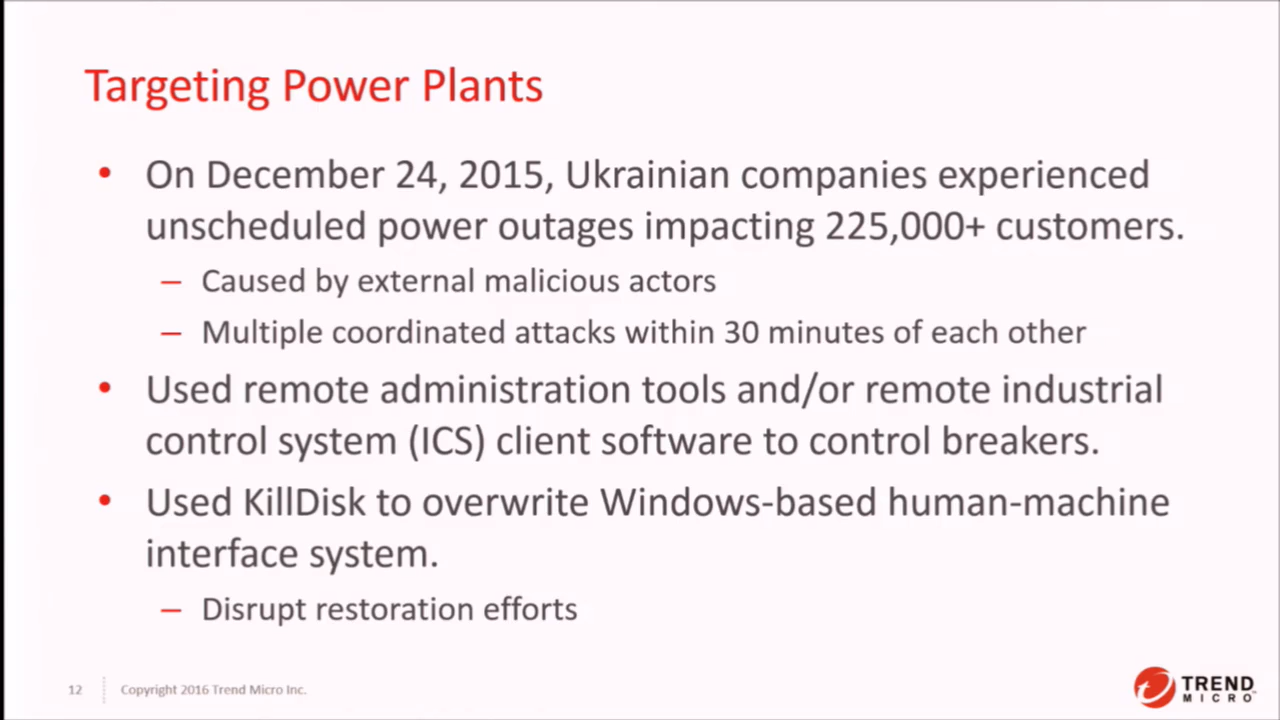 Targeting Power Plants
• On December 24, 2015, Ukrainian companies experienced
unscheduled power outages impacting 225,000+ customers.
– Caused by external malicious actors
– Multiple coordinated attacks within 30 minutes of each other
• Used remote administration tools and/or remote industrial
control system (ICS) client software to control breakers.
• Used KillDisk to overwrite Windows-based human-machine
interface system.
– Disrupt restoration efforts
12
Copyright 2016 Trend Micro Inc.
TREND
MICRO